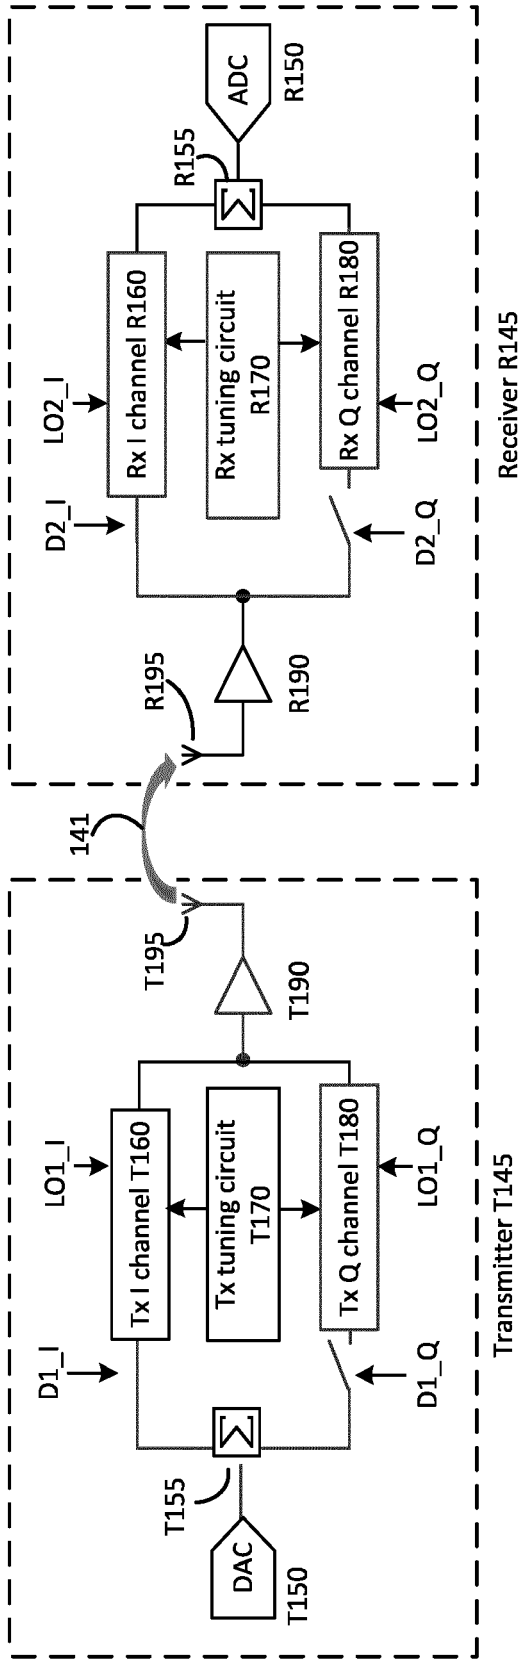 D1_I
LO1_I
Tx I channel T160
T155
DAC
T150
Tx tuning circuit
T170
Tx Q channel T180
D1_Q
LO1_Q
T195
T190
Transmitter T145
141
R195
R190
D2_I
LO2_I
Rx I channel R160
Rx tuning circuit
R170
Rx Q channel R180
D2_Q
LO2_Q
R155
Σ
Σ
ADC
R150
Receiver R145